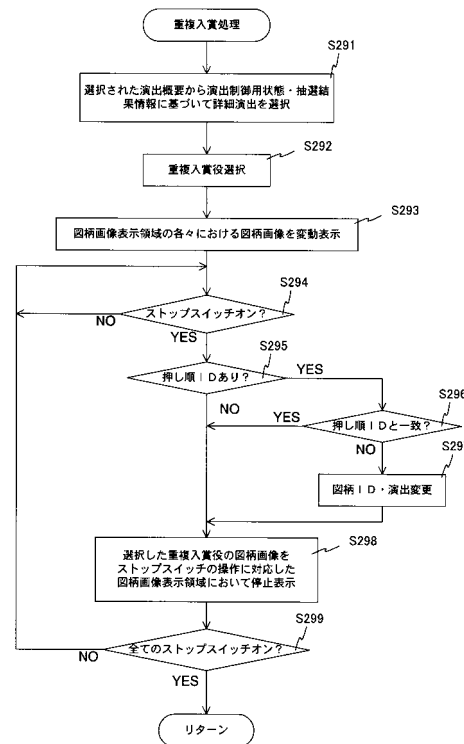 重複入賞処理
S291
選択された演出概要から演出制御用状態・抽選結
果情報に基づいて詳細演出を選択
S292
重複入賞役選択
S293
図柄画像表示領域の各々における図柄画像を変動表示
S294
ストップスイッチオン?
NO
YES
S295
押し順IDあり?
YES
NO
S296
押し順IDと一致?
YES
NO
S29
図柄ID・演出変更
S298
選択した重複入賞役の図柄画像を
ストップスイッチの操作に対応した
図柄画像表示領域において停止表示
S299
全てのストップスイッチオン?
NO
YES
リターン